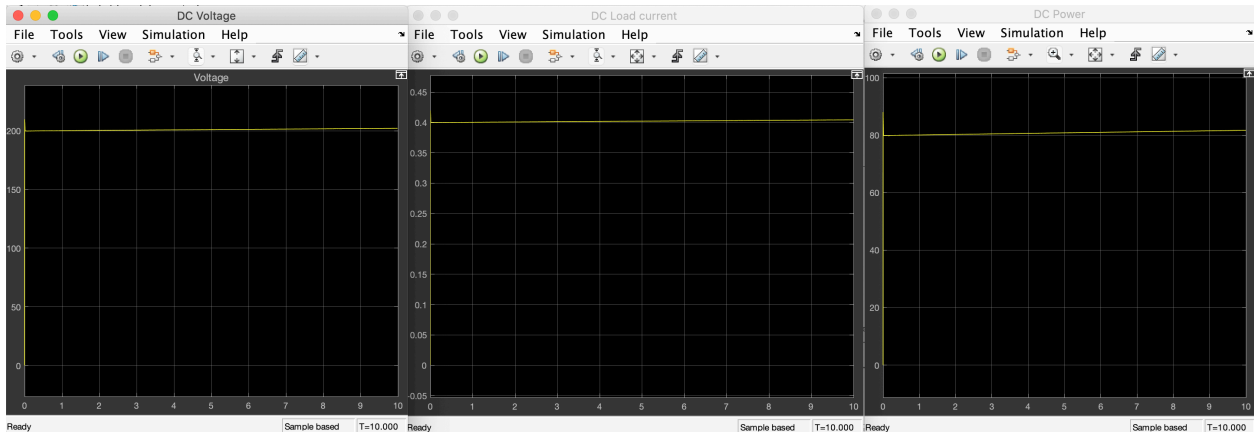 DC Voltage
File Tools View Simulation Help
Voltage
200
150
100
50
0
0 1 2 3 4 5 6 7 8 9 10
Ready Sample based T=10.000
DC Load current
File Tools View Simulation Help
0.45
0.4
0.35
0.3
0.25
0.2
0.15
0.1
0.05
0
-0.05
0 1 2 3 4 5 6 7 8 9 10
Ready Sample based T=10.000
DC Power
File Tools View Simulation Help
100
80
60
40
20
0
0 1 2 3 4 5 6 7 8 9 10
Ready Sample based T=10.000